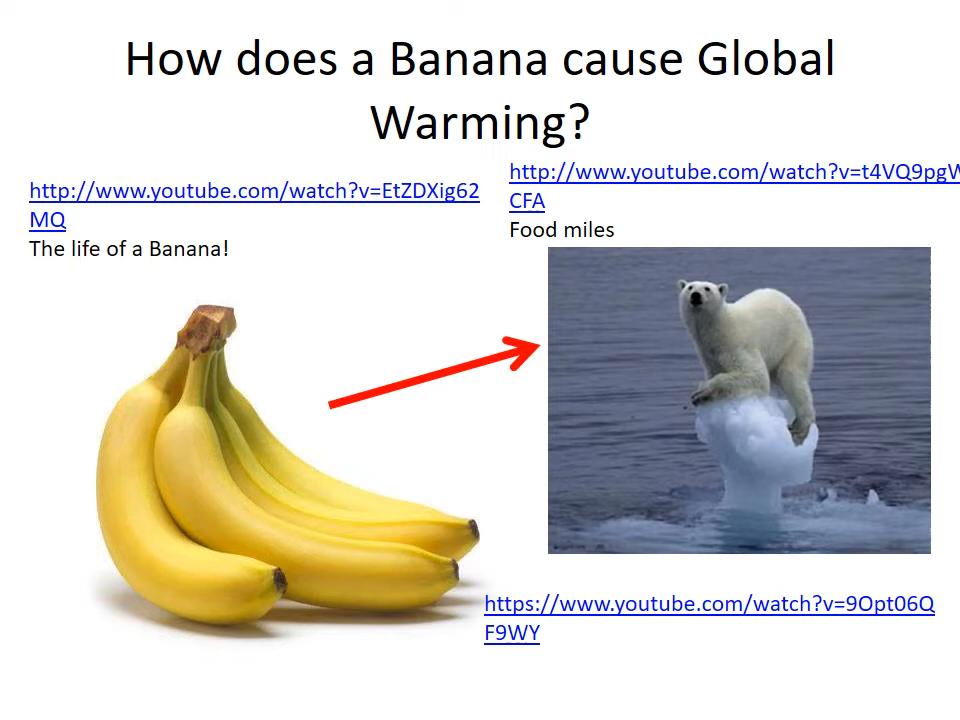 How does a Banana cause Global
Warming?
http://www.youtube.com/watch?v=EtZDXig62
MQ
The life of a Banana!
http://www.youtube.com/watch?v=t4VQ9pgW
CFA
Food miles
https://www.youtube.com/watch?v=9Opt06Q
F9WY